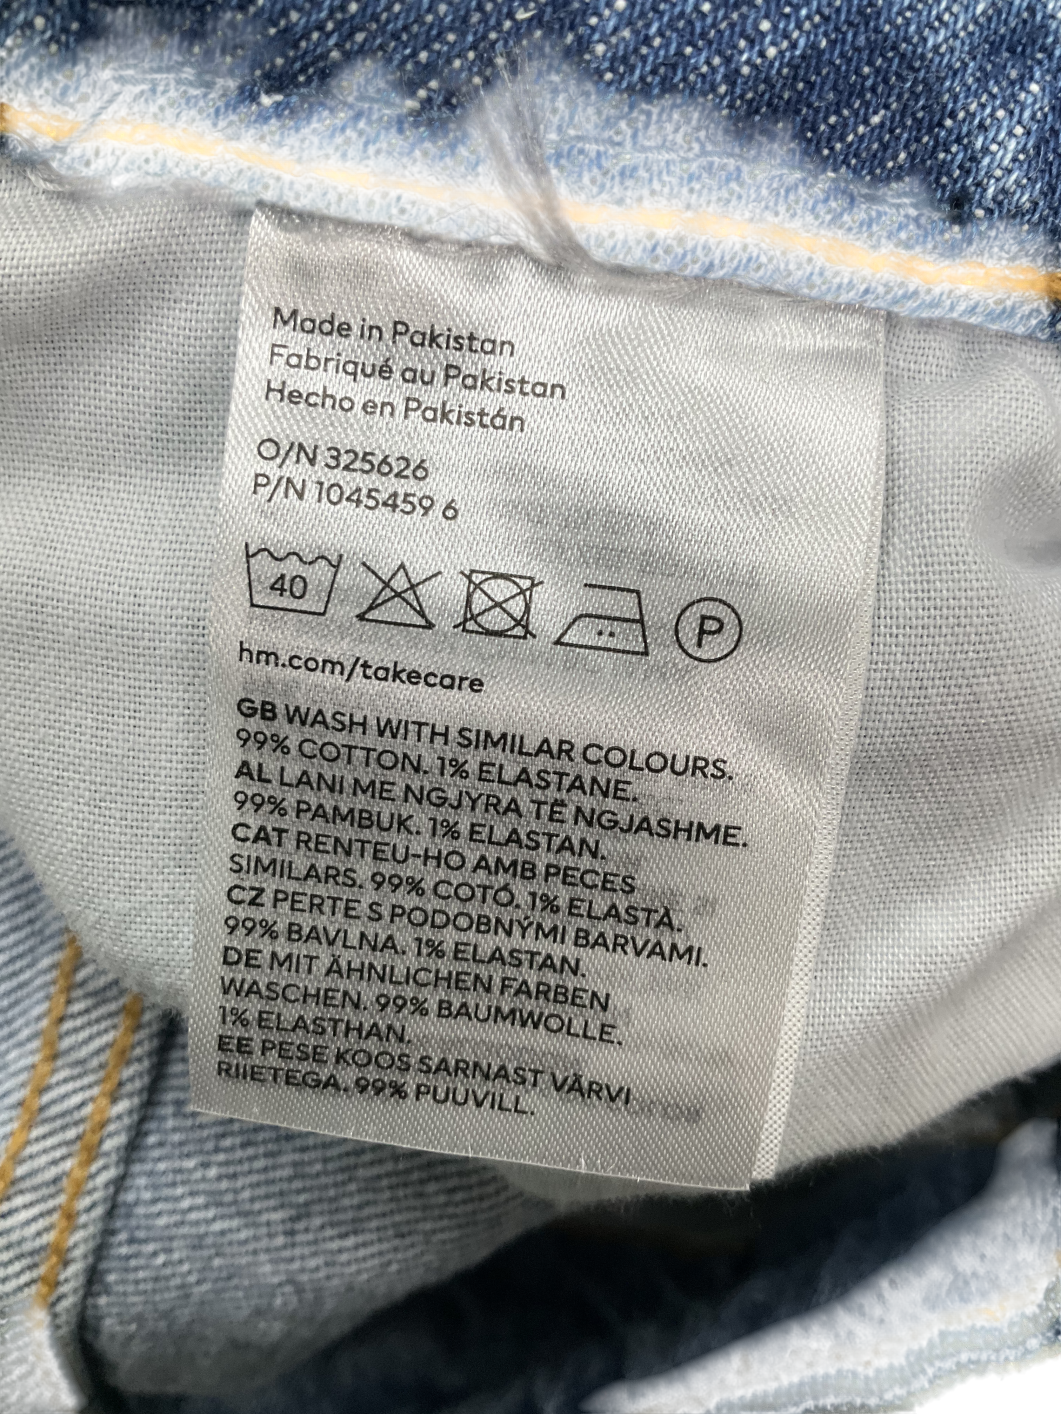 Made in Pakistan
Fabriqué au Pakistan
Hecho en Pakistán
O/N 325626
P/N 1045459 6
40
P
hm.com/takecare
GB WASH WITH SIMILAR COLOURS.
99% COTTON. 1% ELASTANE.
AL LANI ME NGJYRA TË NGJASHME.
99% PAMBUK. 1% ELASTAN.
CAT RENTEU-HO AMB PECES
SIMILARS. 99% COTÓ. 1% ELASTÀ.
CZ PERTE S PODOBNÝMI BARVAMI.
99% BAVLNA. 1% ELASTAN.
DE MIT ÄHNLICHEN FARBEN
WASCHEN. 99% BAUMWOLLE.
1% ELASTHAN.
EE PESE KOOS SARNAST VÄRVI
RIIETEGA. 99% PUUVILL.